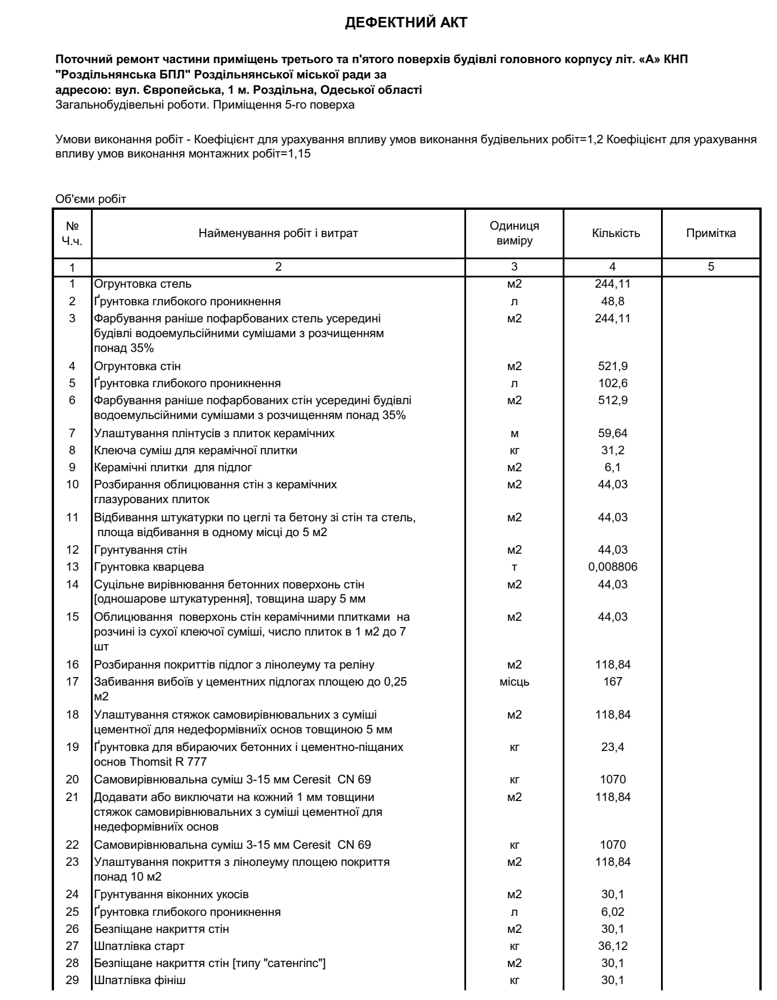 ДЕФЕКТНИЙ АКТ
Поточний ремонт частини приміщень третього та п'ятого поверхів будівлі головного корпусу літ. «А» КНП
"Роздільнянська БПЛ" Роздільнянської міської ради за
адресою: вул. Європейська, 1 м. Роздільна, Одеської області
Загальнобудівельні роботи. Приміщення 5-го поверха
Умови виконання робіт - Коефіцієнт для урахування впливу умов виконання будівельних робіт=1,2 Коефіцієнт для урахування
впливу умов виконання монтажних робіт=1,15
Об'єми робіт
№ Ч.ч. Найменування робіт і витрат Одиниця виміру Кількість Примітка
1 2 3 4 5
1 Огрунтовка стель м2 244,11
2 Ґрунтовка глибокого проникнення л 48,8
3 Фарбування раніше пофарбованих стель усередині м2 244,11
будівлі водоемульсійними сумішами з розчищенням
понад 35%
4 Огрунтовка стін м2 521,9
5 Ґрунтовка глибокого проникнення л 102,6
6 Фарбування раніше пофарбованих стін усередині будівлі м2 512,9
водоемульсійними сумішами з розчищенням понад 35%
7 Улаштування плінтусів з плиток керамічних м 59,64
8 Клеюча суміш для керамічної плитки кг 31,2
9 Керамічні плитки для підлог м2 6,1
10 Розбирання облицювання стін з керамічних м2 44,03
глазурованих плиток
11 Відбивання штукатурки по цеглі та бетону зі стін та стель, м2 44,03
площа відбивання в одному місці до 5 м2
12 Грунтування стін м2 44,03
13 Грунтовка кварцева т 0,008806
14 Суцільне вирівнювання бетонних поверхонь стін м2 44,03
[одношарове штукатурення], товщина шару 5 мм
15 Облицювання поверхонь стін керамічними плитками на м2 44,03
розчині із сухої клеючої суміші, число плиток в 1 м2 до 7
шт
16 Розбирання покриттів підлог з лінолеуму та реліну м2 118,84
17 Забивання вибоїв у цементних підлогах площею до 0,25 місць 167
м2
18 Улаштування стяжок самовирівнювальних з суміші м2 118,84
цементної для недеформівниїх основ товщиною 5 мм
19 Ґрунтовка для вбираючих бетонних і цементно-піщаних кг 23,4
основ Thomsit R 777
20 Самовирівнювальна суміш 3-15 мм Ceresit CN 69 кг 1070
21 Додавати або виключати на кожний 1 мм товщини м2 118,84
стяжок самовирівнювальних з суміші цементної для
недеформівниїх основ
22 Самовирівнювальна суміш 3-15 мм Ceresit CN 69 кг 1070
23 Улаштування покриття з лінолеуму площею покриття м2 118,84
понад 10 м2
24 Грунтування віконних укосів м2 30,1
25 Ґрунтовка глибокого проникнення л 6,02
26 Безпіщане накриття стін м2 30,1
27 Шпатлівка старт кг 36,12
28 Безпіщане накриття стін [типу "сатенгіпс"] м2 30,1
29 Шпатлівка фініш кг 30,1